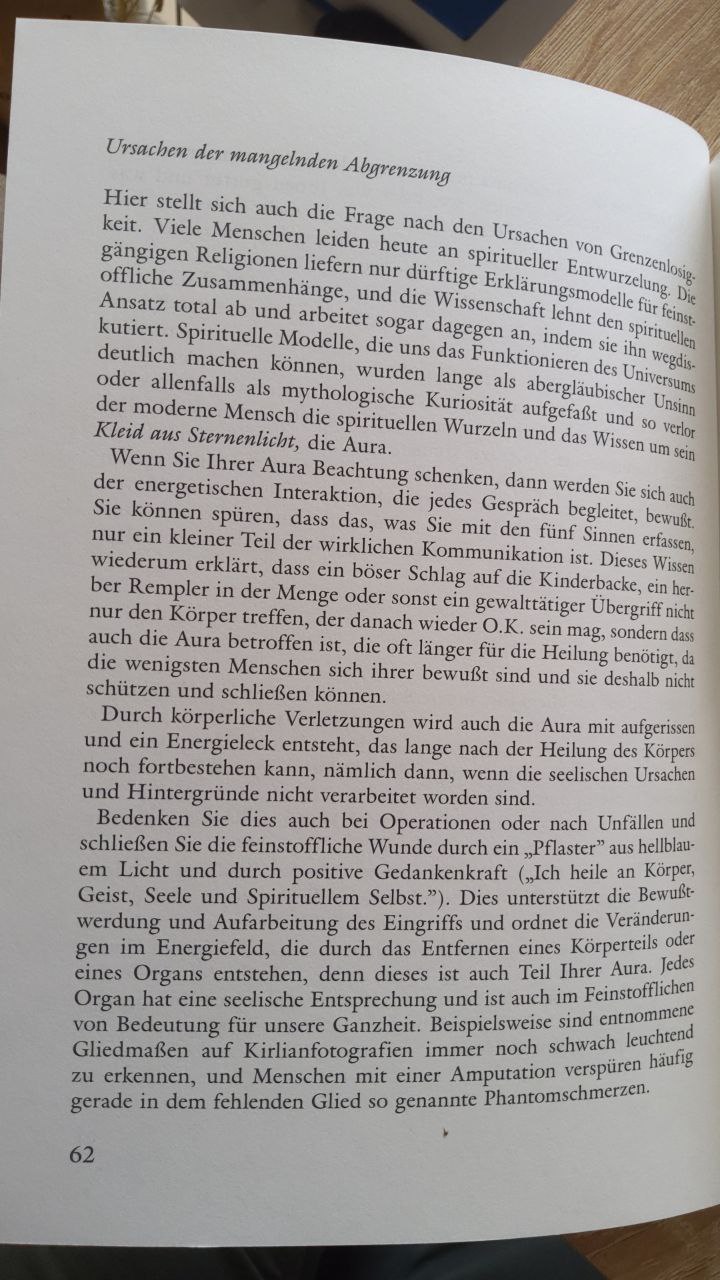 Ursachen der mangelnden Abgrenzung
Hier stellt sich auch die Frage nach den Ursachen von Grenzenlosig-
keit. Viele Menschen leiden heute an spiritueller Entwurzelung. Die
gängigen Religionen liefern nur dürftige Erklärungsmodelle für feinst-
offliche Zusammenhänge, und die Wissenschaft lehnt den spirituellen
Ansatz total ab und arbeitet sogar dagegen an, indem sie ihn wegdis-
kutiert. Spirituelle Modelle, die uns das Funktionieren des Universums
deutlich machen können, wurden lange als abergläubischer Unsinn
oder allenfalls als mythologische Kuriosität aufgefaßt und so verlor
der moderne Mensch die spirituellen Wurzeln und das Wissen um sein
Kleid aus Sternenlicht, die Aura.
Wenn Sie Ihrer Aura Beachtung schenken, dann werden Sie sich auch
der energetischen Interaktion, die jedes Gespräch begleitet, bewußt.
Sie können spüren, dass das, was Sie mit den fünf Sinnen erfassen,
nur ein kleiner Teil der wirklichen Kommunikation ist. Dieses Wissen
wiederum erklärt, dass ein böser Schlag auf die Kinderbacke, ein her-
ber Rempler in der Menge oder sonst ein gewalttätiger Übergriff nicht
nur den Körper treffen, der danach wieder O.K. sein mag, sondern dass
auch die Aura betroffen ist, die oft länger für die Heilung benötigt, da
die wenigsten Menschen sich ihrer bewußt sind und sie deshalb nicht
schützen und schließen können.
Durch körperliche Verletzungen wird auch die Aura mit aufgerissen
und ein Energieleck entsteht, das lange nach der Heilung des Körpers
noch fortbestehen kann, nämlich dann, wenn die seelischen Ursachen
und Hintergründe nicht verarbeitet worden sind.
Bedenken Sie dies auch bei Operationen oder nach Unfällen und
schließen Sie die feinstoffliche Wunde durch ein „Pflaster” aus hellblau-
em Licht und durch positive Gedankenkraft („Ich heile an Körper,
Geist, Seele und Spirituellem Selbst.”). Dies unterstützt die Bewußt-
werdung und Aufarbeitung des Eingriffs und ordnet die Veränderun-
gen im Energiefeld, die durch das Entfernen eines Körperteils oder
eines Organs entstehen, denn dieses ist auch Teil Ihrer Aura. Jedes
Organ hat eine seelische Entsprechung und ist auch im Feinstofflichen
von Bedeutung für unsere Ganzheit. Beispielsweise sind entnommene
Gliedmaßen auf Kirlianfotografien immer noch schwach leuchtend
zu erkennen, und Menschen mit einer Amputation verspüren häufig
gerade in dem fehlenden Glied so genannte Phantomschmerzen.
62